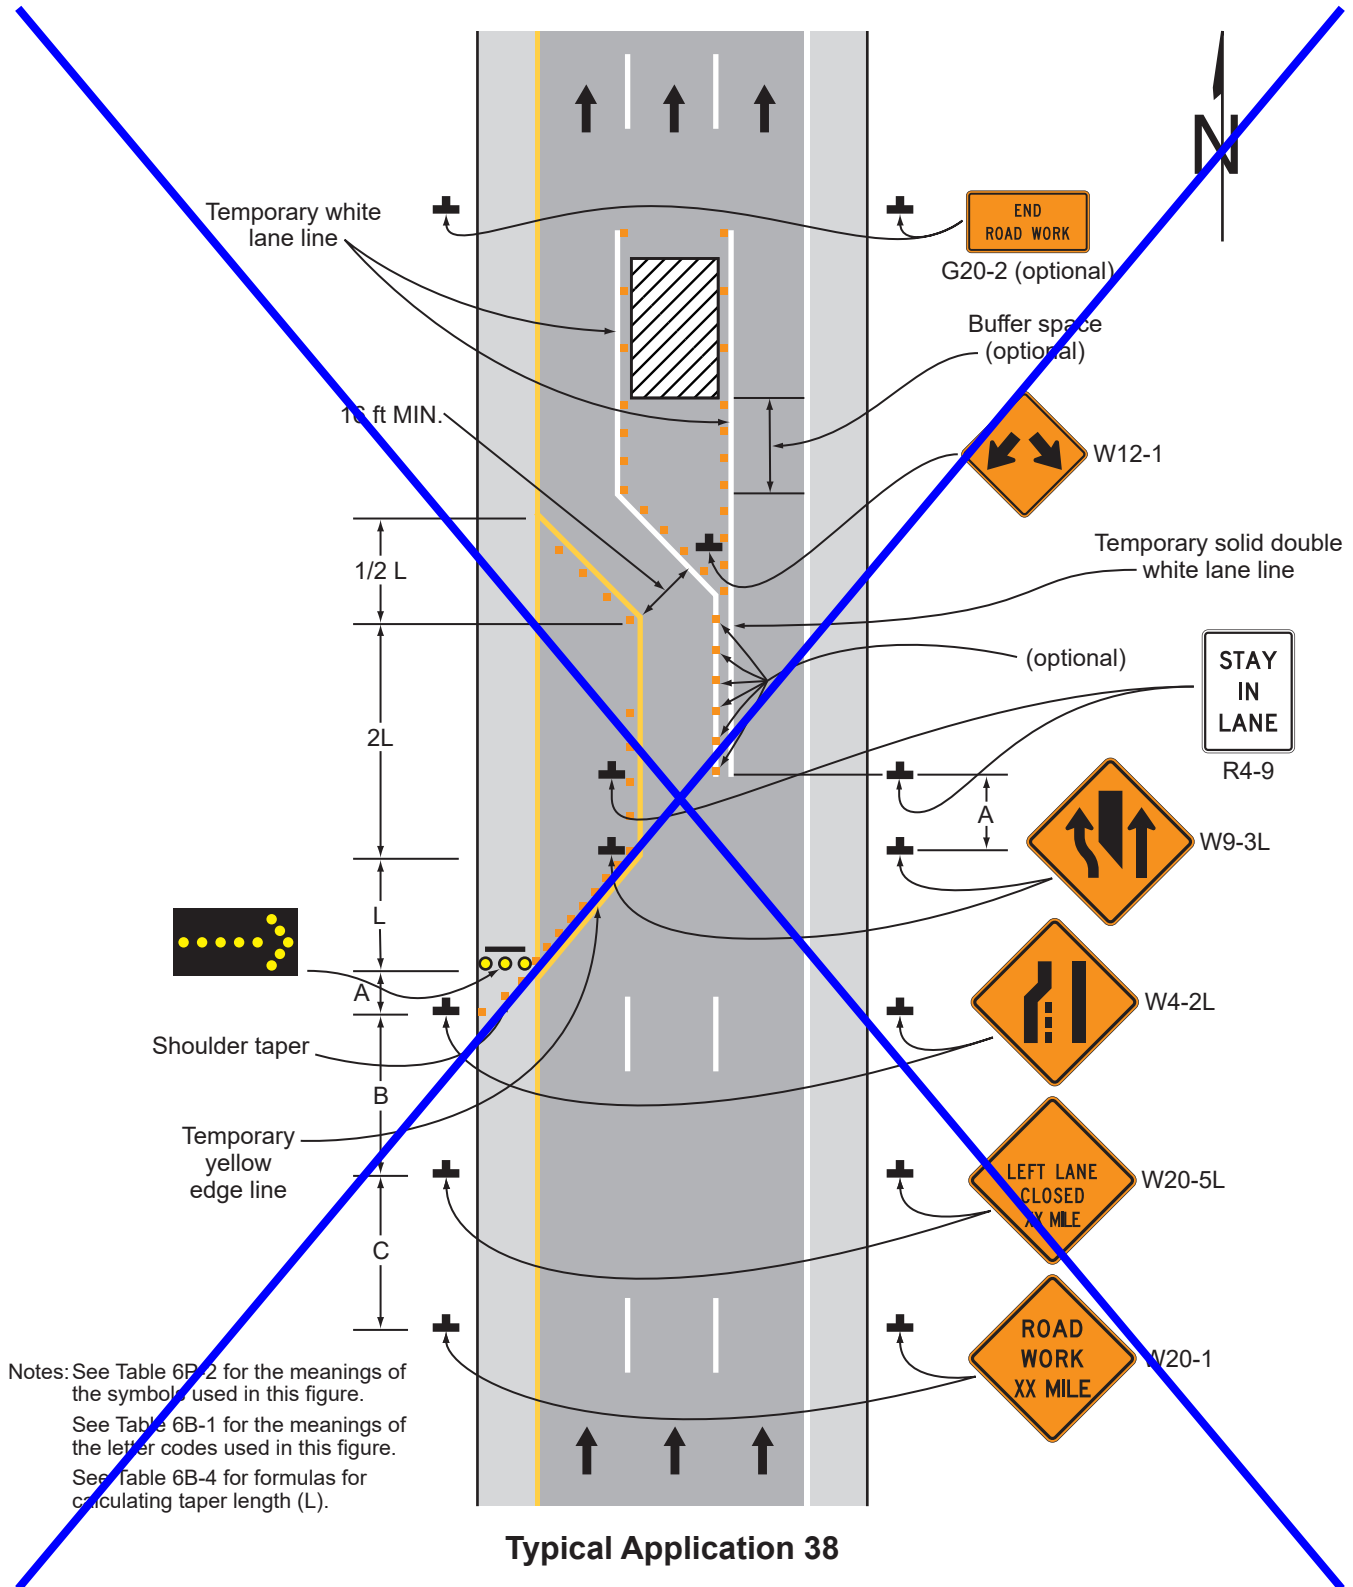 N
Temporary white
lane line
END
ROAD WORK
G20-2 (optional)
Buffer space
(optional)
16 ft MIN.
W12-1
1/2 L
Temporary solid double
white lane line
(optional)
STAY
IN
LANE
R4-9
2L
A
W9-3L
L
A
W4-2L
Shoulder taper
B
Temporary
yellow
edge line
LEFT LANE
CLOSED
XX MILE
W20-5L
C
ROAD
WORK
XX MILE
W20-1
Notes: See Table 6P-2 for the meanings of
the symbols used in this figure.
See Table 6B-1 for the meanings of
the letter codes used in this figure.
See Table 6B-4 for formulas for
calculating taper length (L).
Typical Application 38